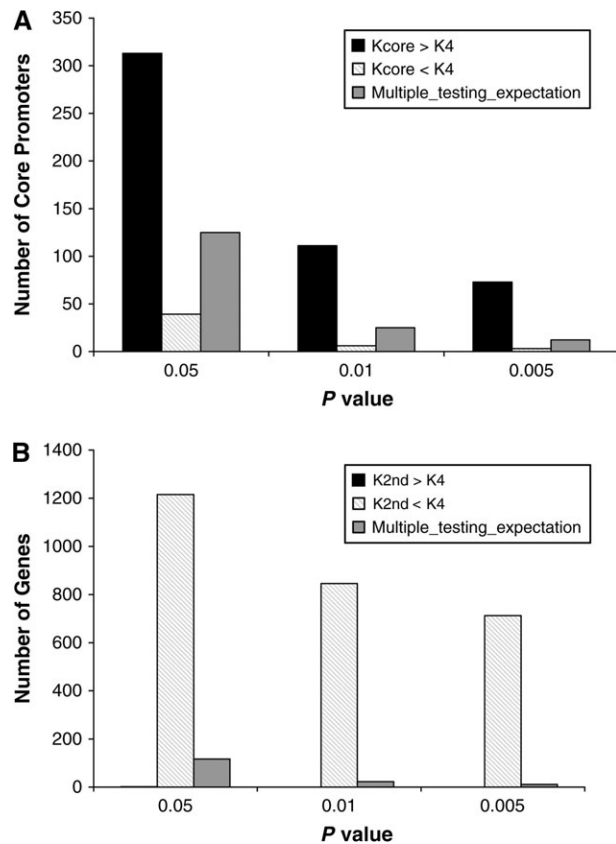 A
Number of Core Promoters
350
300
250
200
150
100
50
0
Kcore > K4
Kcore < K4
Multiple_testing_expectation
0.05 0.01 0.005
P value
B
Number of Genes
1400
1200
1000
800
600
400
200
0
K2nd > K4
K2nd < K4
Multiple_testing_expectation
0.05 0.01 0.005
P value